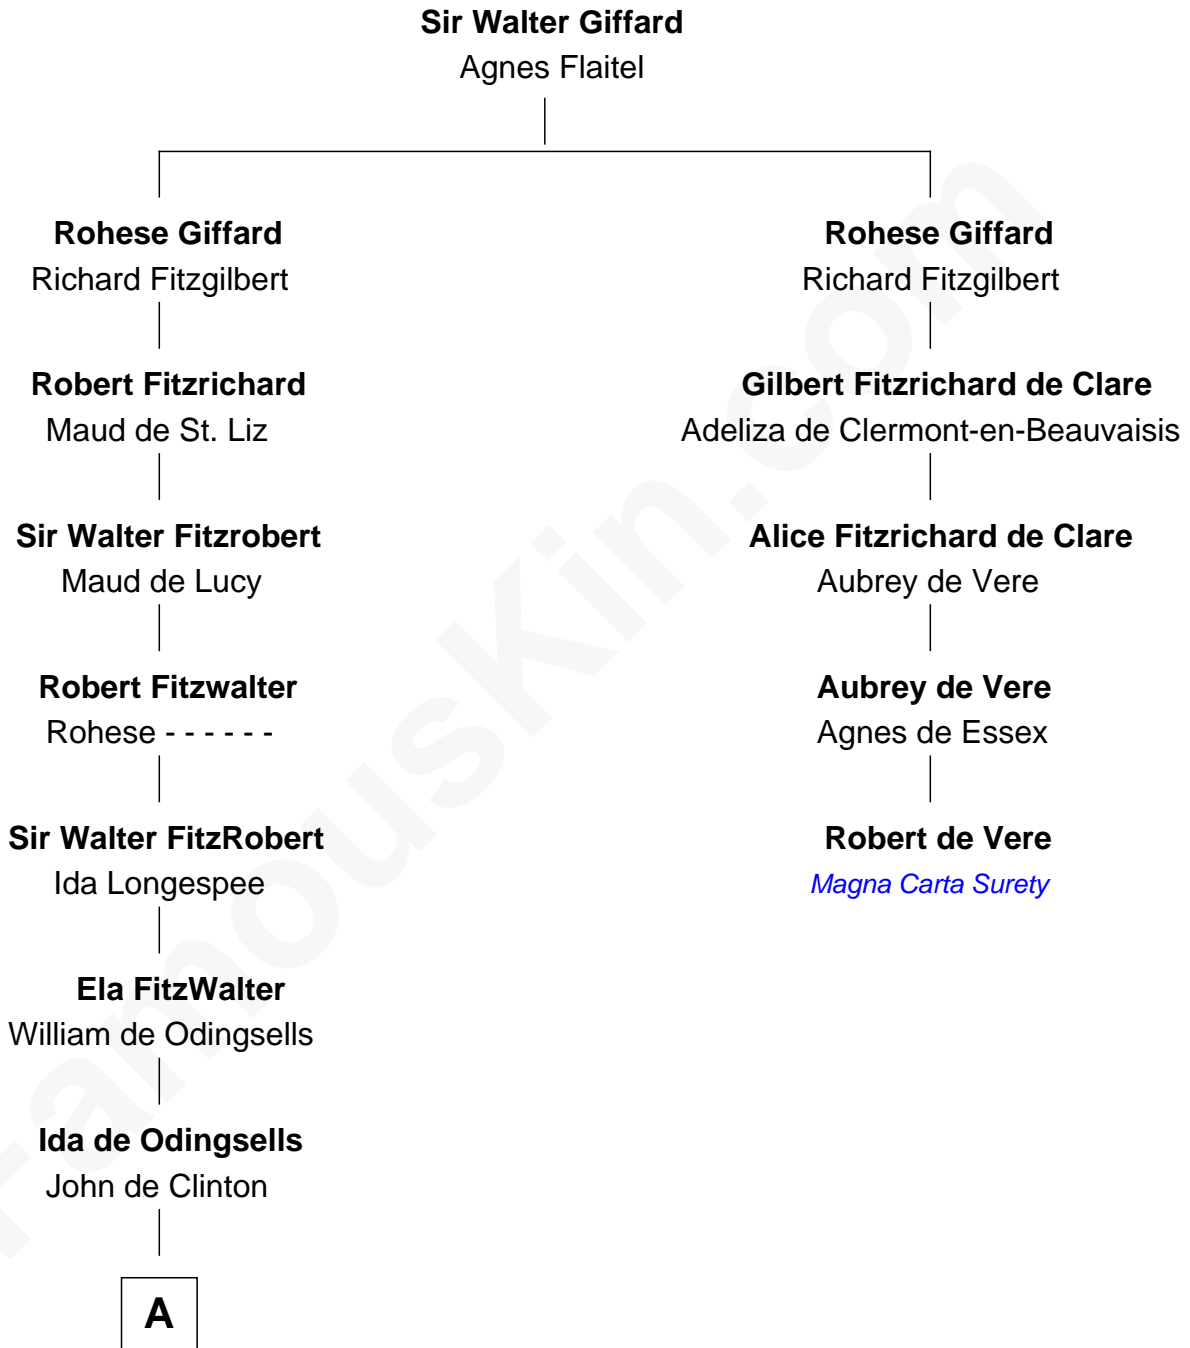 Sir Walter Giffard
Agnes Flaitel
Rohese Giffard
Richard Fitzgilbert
Robert Fitzrichard
Maud de St. Liz
Sir Walter Fitzrobert
Maud de Lucy
Robert Fitzwalter
Rohese - - - - - -
Sir Walter FitzRobert
Ida Longespee
Ela FitzWalter
William de Odingsells
Ida de Odingsells
John de Clinton
A
Rohese Giffard
Richard Fitzgilbert
Gilbert Fitzrichard de Clare
Adeliza de Clermont-en-Beauvaisis
Alice Fitzrichard de Clare
Aubrey de Vere
Aubrey de Vere
Agnes de Essex
Robert de Vere
Magna Carta Surety
FamousKin.com